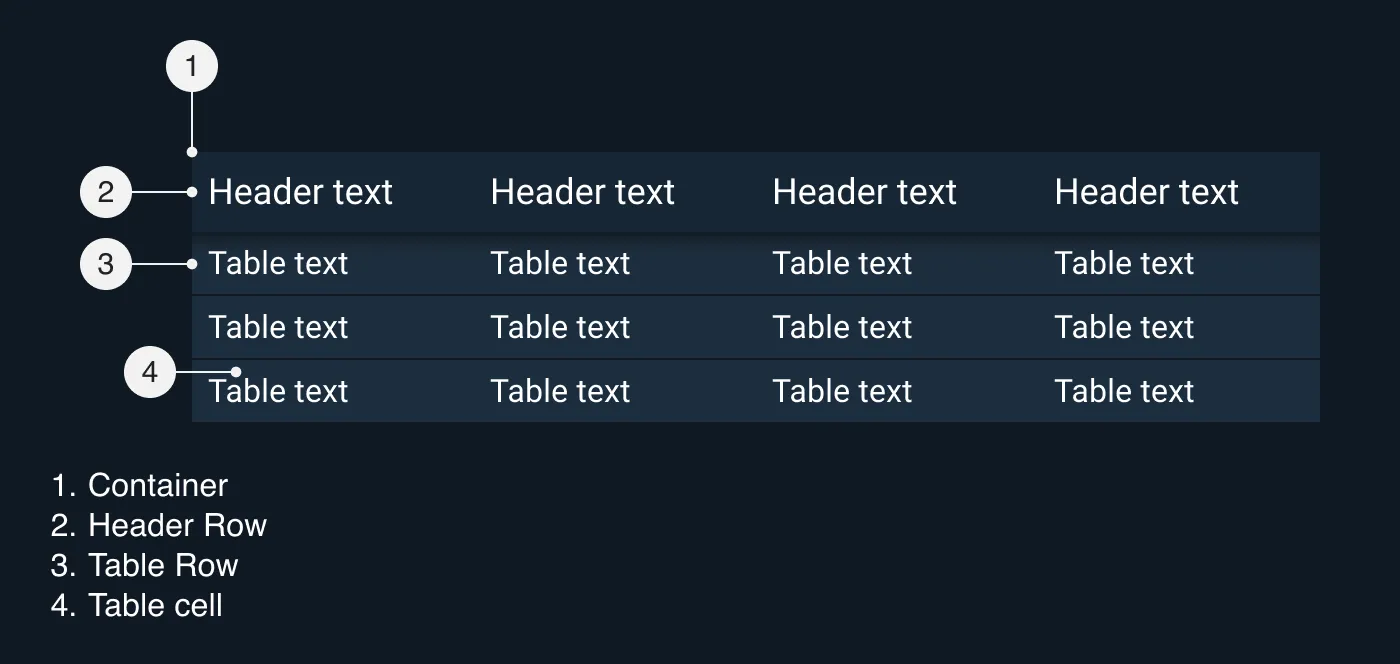 1
2 Header text Header text Header text Header text
3 Table text Table text Table text Table text
Table text Table text Table text Table text
4 Table text Table text Table text Table text
1. Container
2. Header Row
3. Table Row
4. Table cell